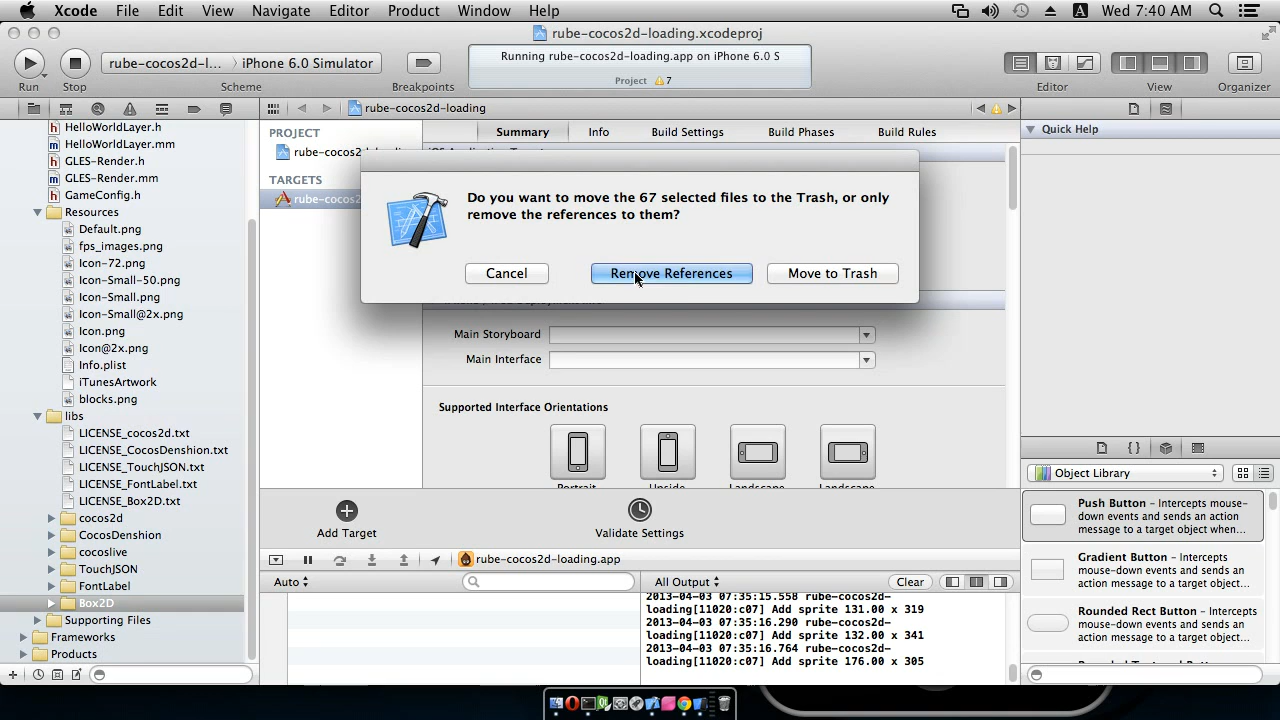 Xcode File Edit View Navigate Editor Product Window Help A Wed 7:40 AM
rube-cocos2d-loading.xcodeproj
rube-cocos2d-l... iPhone 6.0 Simulator
Running rube-cocos2d-loading.app on iPhone 6.0 S
Project 7
Run Stop Scheme Breakpoints Editor View Organizer
rube-cocos2d-loading
HelloWorldLayer.h
HelloWorldLayer.mm
GLES-Render.h
GLES-Render.mm
GameConfig.h
Resources
Default.png
fps_images.png
Icon-72.png
Icon-Small-50.png
Icon-Small.png
Icon-Small@2x.png
Icon.png
Icon@2x.png
Info.plist
iTunesArtwork
blocks.png
libs
LICENSE_cocos2d.txt
LICENSE_CocosDenshion.txt
LICENSE_TouchJSON.txt
LICENSE_FontLabel.txt
LICENSE_Box2D.txt
cocos2d
CocosDenshion
cocoslive
TouchJSON
FontLabel
Box2D
Supporting Files
Frameworks
Products
PROJECT
rube-cocos2
TARGETS
rube-cocos2
Summary Info Build Settings Build Phases Build Rules
Do you want to move the 67 selected files to the Trash, or only
remove the references to them?
Cancel Remove References Move to Trash
Main Storyboard
Main Interface
Supported Interface Orientations
Portrait Upside Landscape Landscape
Add Target Validate Settings
rube-cocos2d-loading.app
Auto All Output Clear
2013-04-03 07:35:15.558 rube-cocos2d-
loading[11020:c07] Add sprite 131.00 x 319
2013-04-03 07:35:16.290 rube-cocos2d-
loading[11020:c07] Add sprite 132.00 x 341
2013-04-03 07:35:16.764 rube-cocos2d-
loading[11020:c07] Add sprite 176.00 x 305
Quick Help
Object Library
Push Button – Intercepts mouse-
down events and sends an action
message to a target object when...
Gradient Button – Intercepts
mouse-down events and sends an
action message to a target object...
Rounded Rect Button – Intercepts
mouse-down events and sends an
action message to a target object...